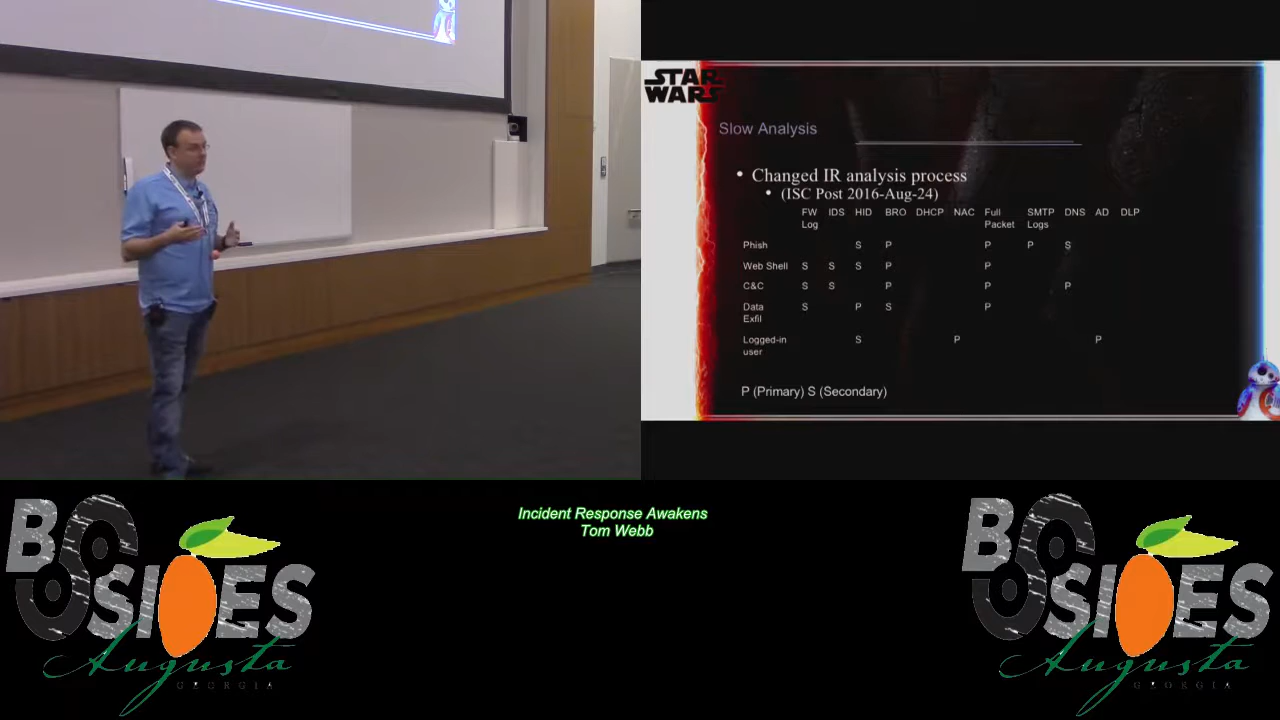 STAR
WARS
Slow Analysis
• Changed IR analysis process
• (ISC Post 2016-Aug-24)
FW Log IDS HID BRO DHCP NAC Full Packet SMTP Logs DNS AD DLP
Phish S P P P S
Web Shell S S S P P
C&C S S P P P
Data Exfil S P S P
Logged-in user S P P
P (Primary) S (Secondary)
Incident Response Awakens
Tom Webb
BSIDES
Augusta
GEORGIA
BSIDES
Augusta
GEORGIA